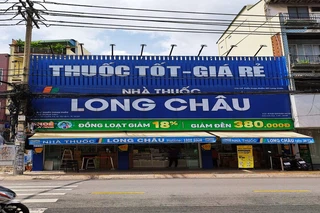 THUỐC TỐT - GIÁ RẺ
NHÀ THUỐC
LONG CHÂU
ĐỒNG LOẠT GIẢM 18% GIẢM ĐẾN 380.000Đ
NHÀ THUỐC LONG CHÂU NHÀ THUỐC LONG CHÂU